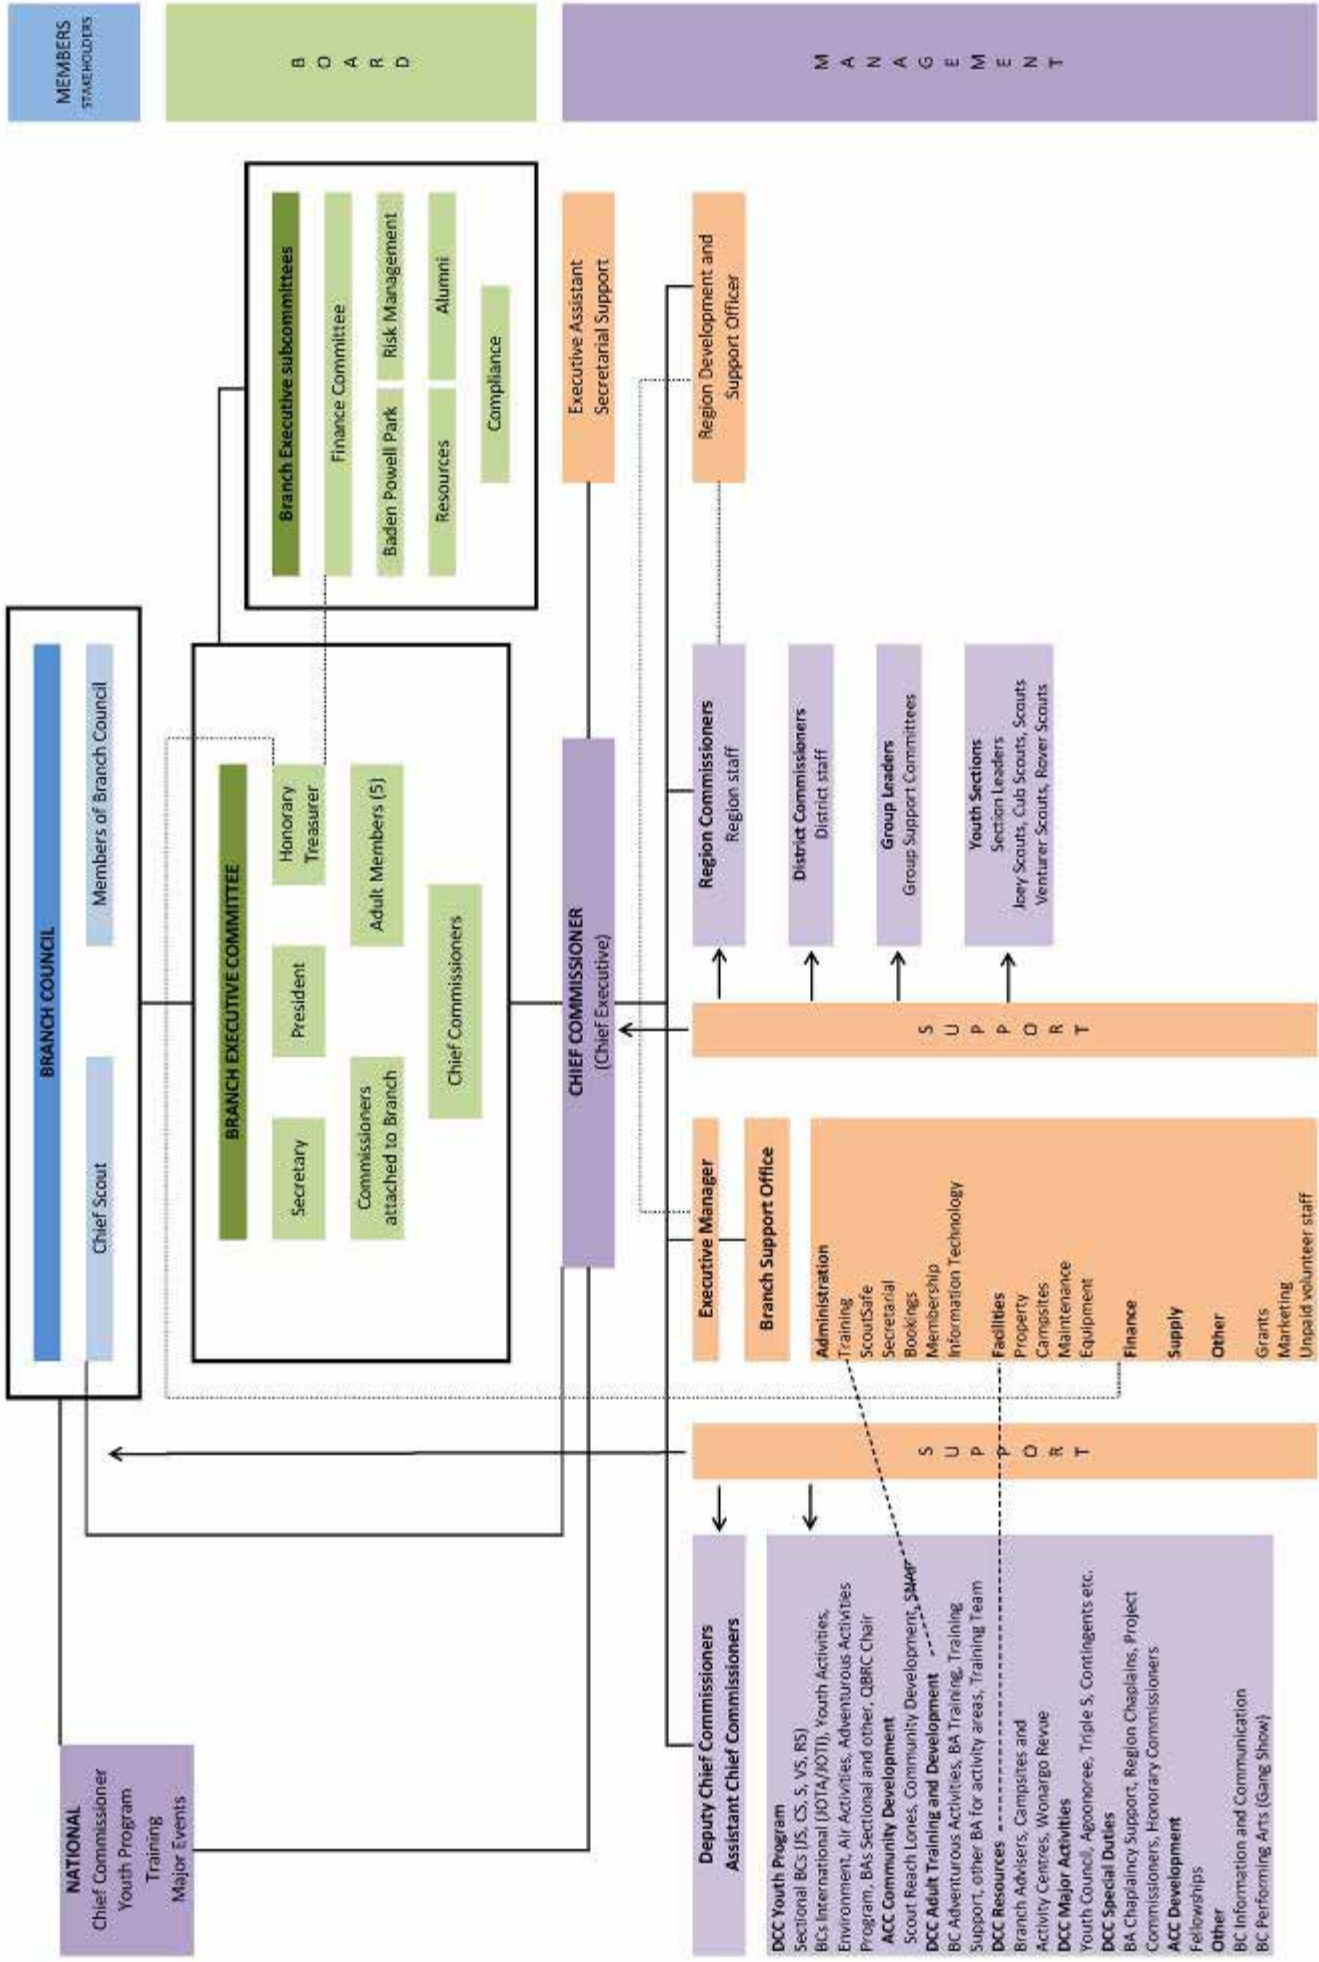 MEMBERS
STAKEHOLDERS
BOARD
MANAGEMENT
BRANCH COUNCIL
Chief Scout
Members of Branch Council
NATIONAL
Chief Commissioner
Youth Program
Training
Major Events
BRANCH EXECUTIVE COMMITTEE
Secretary
President
Honorary
Treasurer
Commissioners
attached to Branch
Adult Members (5)
Chief Commissioners
Branch Executive subcommittees
Finance Committee
Baden Powell Park
Risk Management
Resources
Alumni
Compliance
CHIEF COMMISSIONER
(Chief Executive)
Executive Assistant
Secretarial Support
Deputy Chief Commissioners
Assistant Chief Commissioners
DCC Youth Program
Sectional BCs (JS, CS, S, VS, RS)
BCs International (JOTA/JOTI), Youth Activities,
Environment, Air Activities, Adventurous Activities
Program, BAs Sectional and other, QBRC Chair
ACC Community Development
Scout Reach Lones, Community Development, SNAP
DCC Adult Training and Development
BC Adventurous Activities, BA Training, Training
Support, other BA for activity areas, Training Team
DCC Resources
Branch Advisers, Campsites and
Activity Centres, Wonargo Revue
DCC Major Activities
Youth Council, Agoonoree, Triple S, Contingents etc.
DCC Special Duties
BA Chaplaincy Support, Region Chaplains, Project
Commissioners, Honorary Commissioners
ACC Development
Fellowships
Other
BC Information and Communication
BC Performing Arts (Gang Show)
SUPPORT
Executive Manager
Branch Support Office
Administration
Training
ScoutSafe
Secretarial
Bookings
Membership
Information Technology
Facilities
Property
Campsites
Maintenance
Equipment
Finance
Supply
Other
Grants
Marketing
Unpaid volunteer staff
SUPPORT
Region Commissioners
Region staff
District Commissioners
District staff
Group Leaders
Group Support Committees
Youth Sections
Section Leaders
Joey Scouts, Cub Scouts, Scouts
Venturer Scouts, Rover Scouts
Region Development and
Support Officer